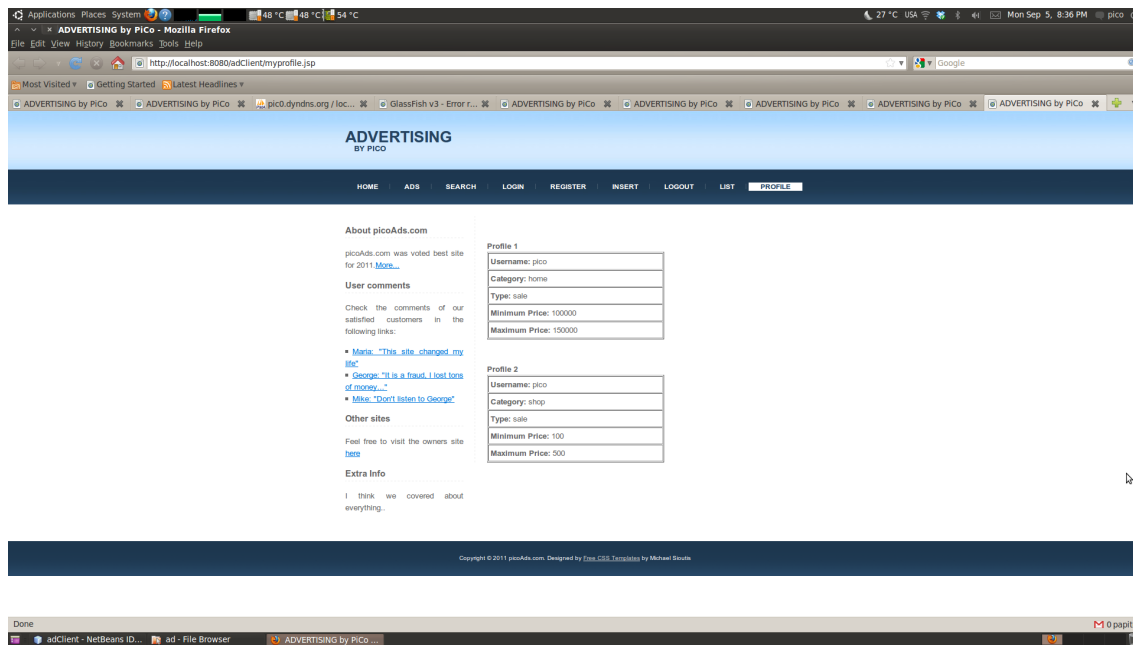 Applications Places System 48 °C 48 °C 54 °C 27 °C USA Mon Sep 5, 8:36 PM pico
ADVERTISING by PiCo - Mozilla Firefox
File Edit View History Bookmarks Tools Help
http://localhost:8080/adClient/myprofile.jsp Google
Most Visited Getting Started Latest Headlines
ADVERTISING by PiCo ADVERTISING by PiCo pic0.dyndns.org / loc... GlassFish v3 - Error r... ADVERTISING by PiCo ADVERTISING by PiCo ADVERTISING by PiCo ADVERTISING by PiCo ADVERTISING by PiCo
ADVERTISING
BY PICO
HOME ADS SEARCH LOGIN REGISTER INSERT LOGOUT LIST PROFILE
About picoAds.com
picoAds.com was voted best site
for 2011.More...
User comments
Check the comments of our
satisfied customers in the
following links:
Maria: "This site changed my
life"
George: "It is a fraud, I lost tons
of money..."
Mike: "Don't listen to George"
Other sites
Feel free to visit the owners site
here
Extra Info
I think we covered about
everything..
Profile 1
Username: pico
Category: home
Type: sale
Minimum Price: 100000
Maximum Price: 150000
Profile 2
Username: pico
Category: shop
Type: sale
Minimum Price: 100
Maximum Price: 500
Copyright © 2011 picoAds.com. Designed by Free CSS Templates by Michael Sioutis
Done 0 papit
adClient - NetBeans ID... ad - File Browser ADVERTISING by PiCo ...